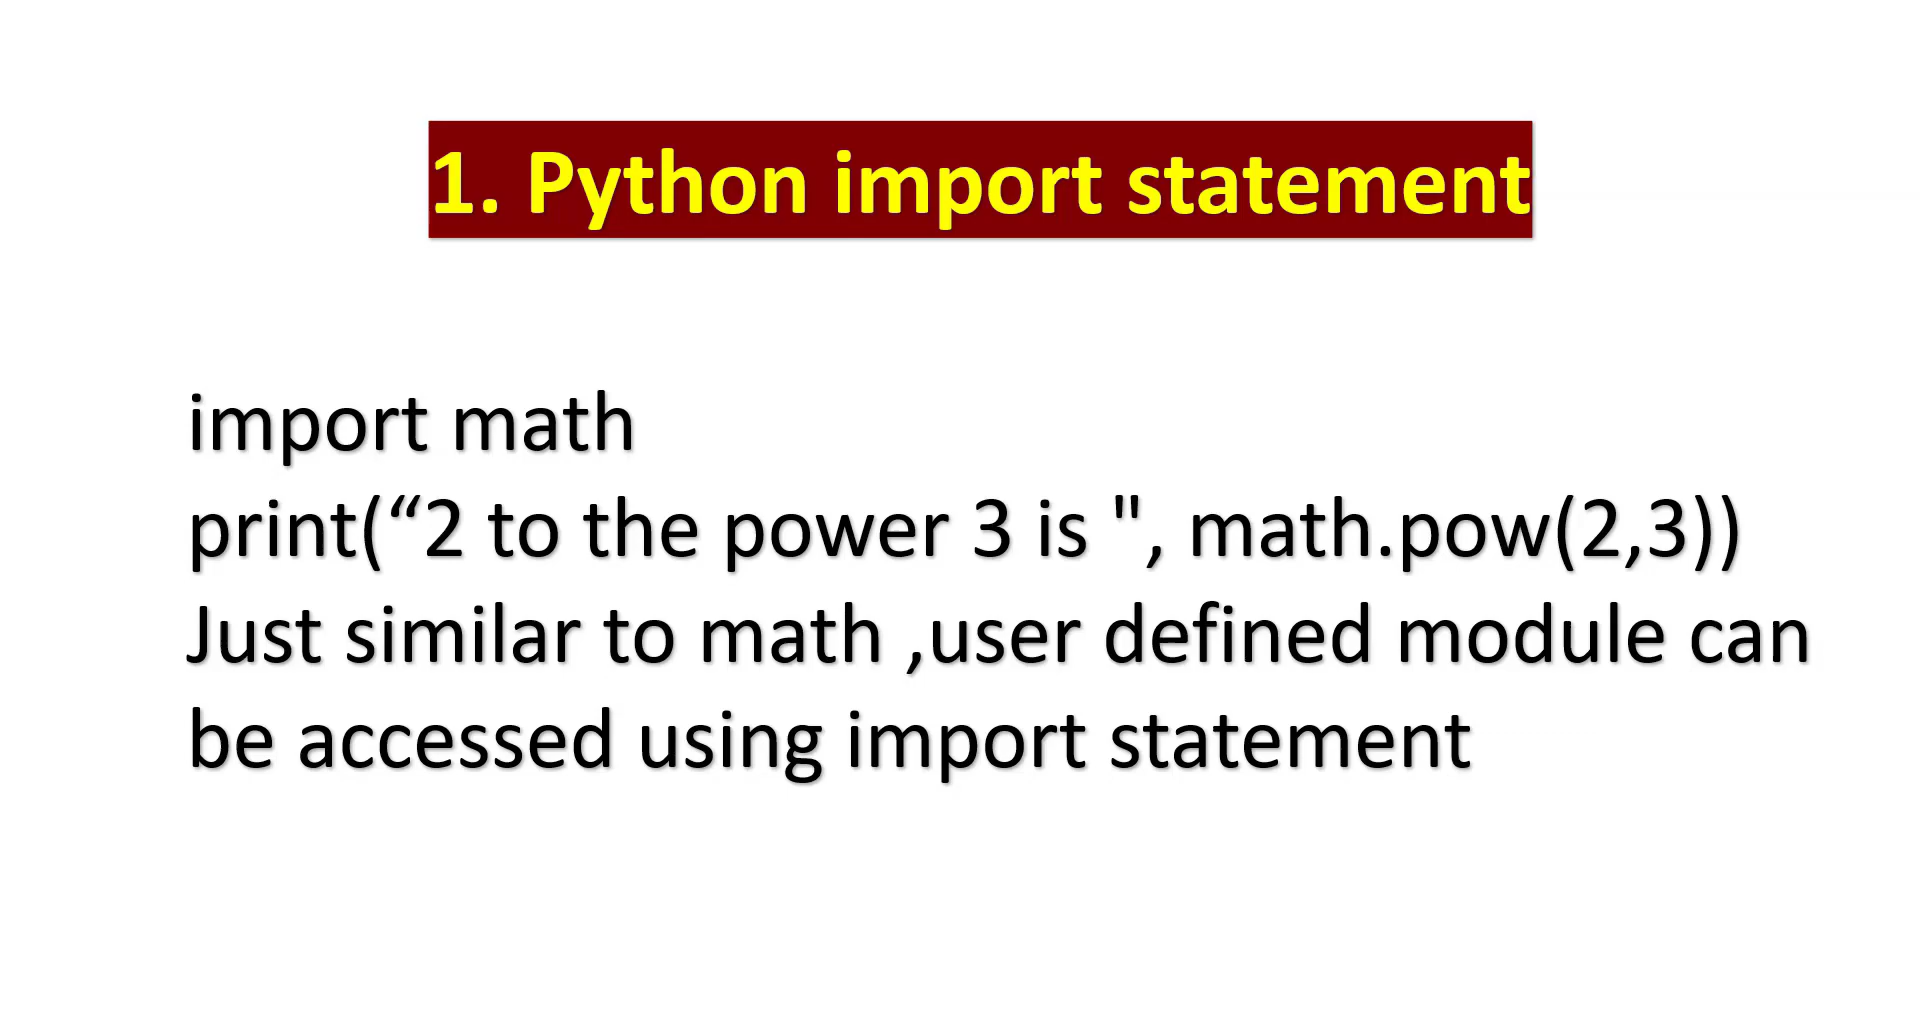 1. Python import statement
import math
print(“2 to the power 3 is ", math.pow(2,3))
Just similar to math ,user defined module can
be accessed using import statement